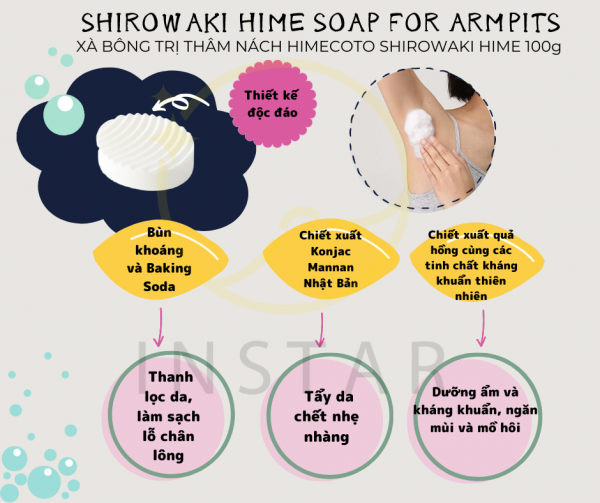 SHIROWAKI HIME SOAP FOR ARMPITS
XÀ BÔNG TRỊ THÂM NÁCH HIMECOTO SHIROWAKI HIME 100g
Thiết kế
độc đáo
Bùn
khoáng
và Baking
Soda
Chiết xuất
Konjac
Mannan
Nhật Bản
Chiết xuất quả
hồng cùng các
tinh chất kháng
khuẩn thiên
nhiên
INSTAR
Thanh
lọc da,
làm sạch
lỗ chân
lông
Tẩy da
chết nhẹ
nhàng
Dưỡng ẩm và
kháng khuẩn, ngăn
mùi và mồ hôi